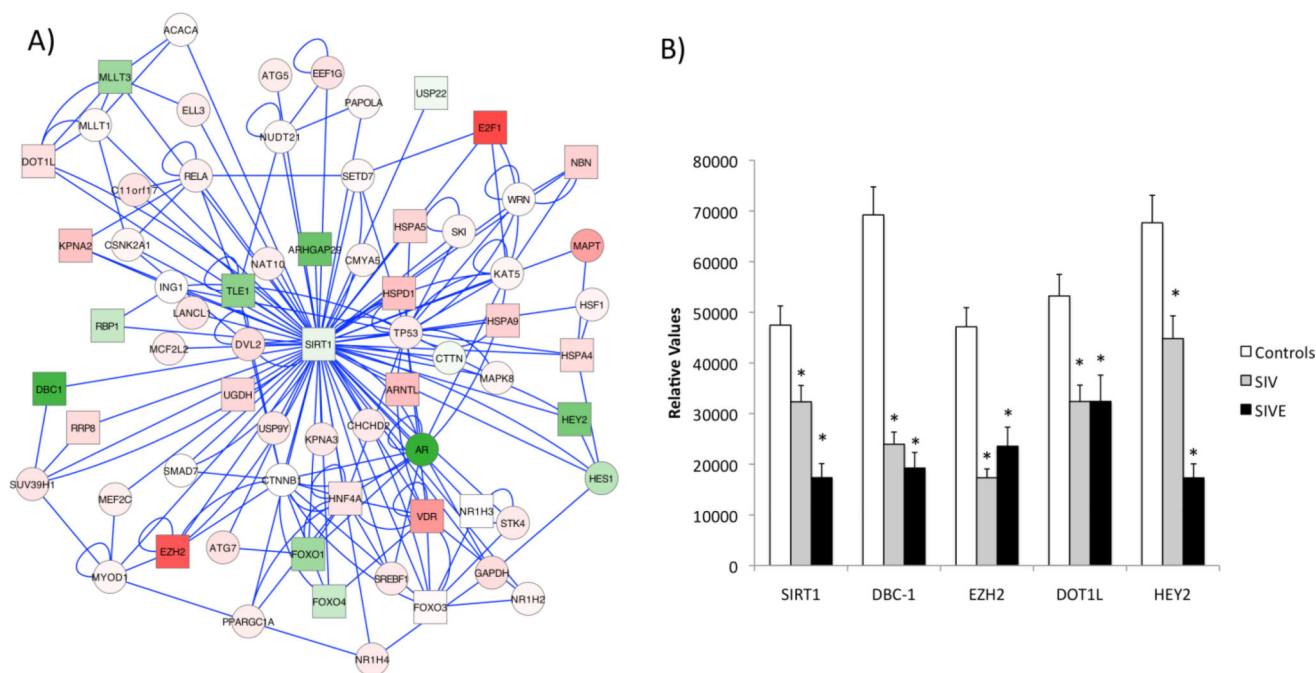 A)
B)
ACACA
MLLT3
ATG5
EEF1G
USP22
ELL3
PAPOLA
MLLT1
NUDT21
E2F1
DOT1L
NBN
C11orf17
RELA
SETD7
WRN
HSPA5
SKI
KPNA2
CSNK2A1
ARHGAP29
MAPT
NAT10
CMYA5
KAT5
ING1
TLE1
HSPD1
HSF1
RBP1
LANCL1
HSPA9
TP53
MCF2L2
DVL2
SIRT1
CTTN
HSPA4
MAPK8
DBC1
UGDH
ARNTL
HEY2
RRP8
USP9Y
KPNA3
CHCHD2
AR
SUV39H1
SMAD7
CTNNB1
HES1
MEF2C
HNF4A
NR1H3
VDR
STK4
EZH2
ATG7
FOXO1
MYOD1
SREBF1
GAPDH
FOXO4
FOXO3
NR1H2
PPARGC1A
NR1H4
Relative Values
80000
70000
60000
50000
40000
30000
20000
10000
0
* * * * * * * * * *
SIRT1 DBC-1 EZH2 DOT1L HEY2
Controls
SIV
SIVE